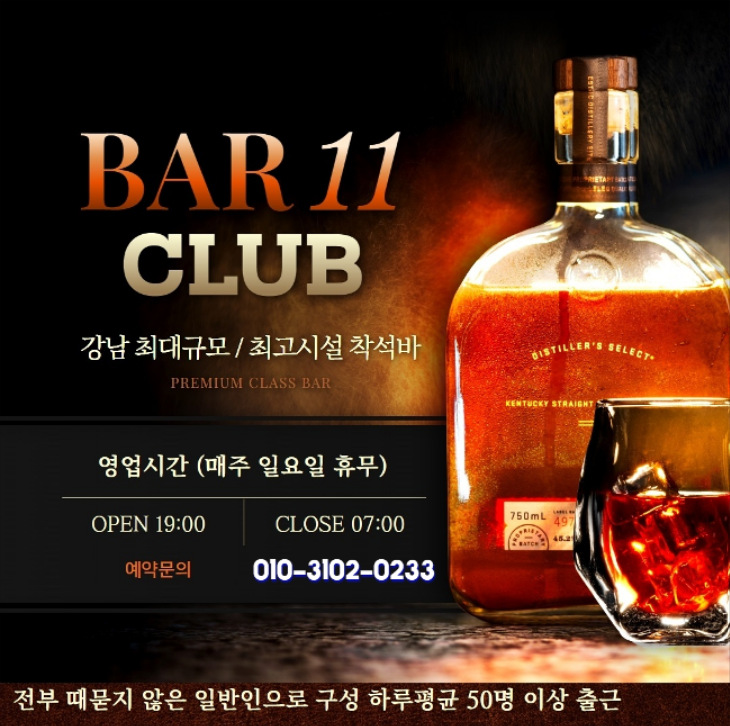 BAR 11
CLUB
강남 최대규모 / 최고시설 착석바
PREMIUM CLASS BAR
영업시간 (매주 일요일 휴무)
OPEN 19:00
CLOSE 07:00
예약문의
010-3102-0233
DISTILLER'S SELECT
KENTUCKY STRAIGHT
750mL
PROPRIETARY
BATCH
전부 때묻지 않은 일반인으로 구성 하루평균 50명 이상 출근